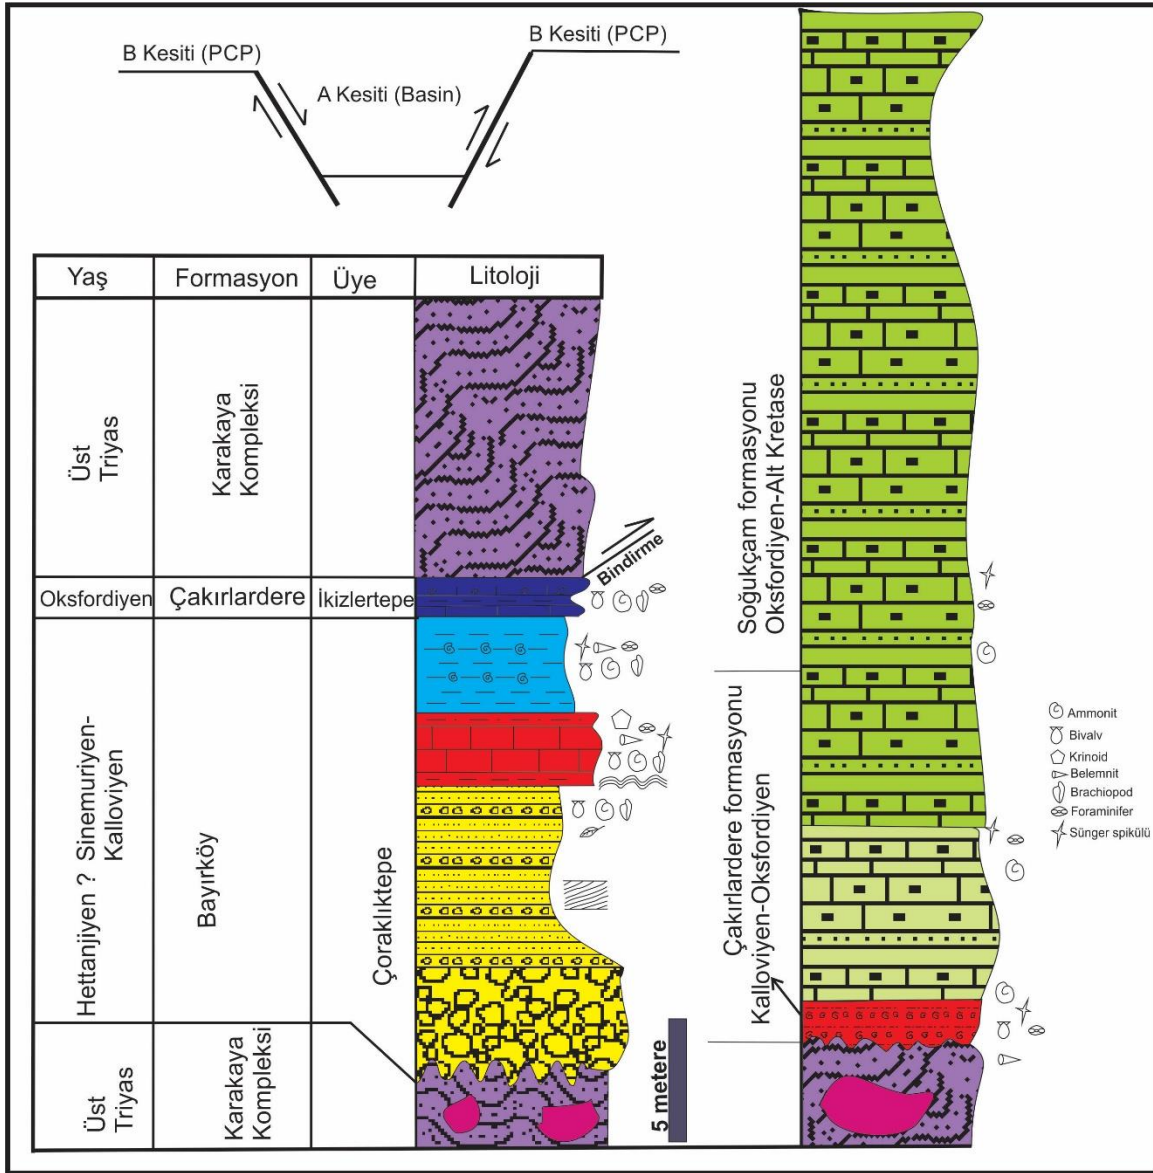 B Kesiti (PCP)
B Kesiti (PCP)
A Kesiti (Basin)
Yaş
Formasyon
Üye
Litoloji
Üst
Triyas
Karakaya
Kompleksi
Bindirme
Oksfordiyen
Çakırlardere
İkizlertepe
Hettanjiyen ? Sinemuriyen-
Kalloviyen
Bayırköy
Çoraklıktepe
Üst
Triyas
Karakaya
Kompleksi
5 metere
Soğukçam formasyonu
Oksfordiyen-Alt Kretase
Çakırlardere formasyonu
Kalloviyen-Oksfordiyen
Ammonit
Bivalv
Krinoid
Belemnit
Brachiopod
Foraminifer
Sünger spikülü